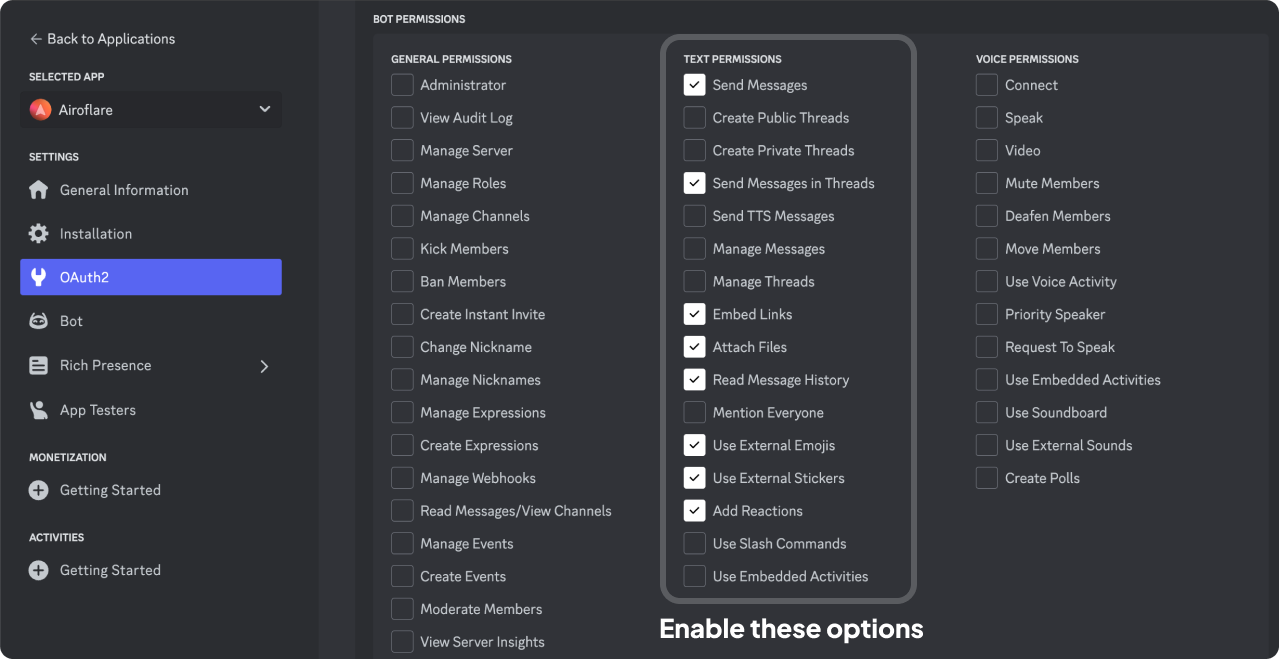 Back to Applications
SELECTED APP
Airoflare
SETTINGS
General Information
Installation
OAuth2
Bot
Rich Presence
App Testers
MONETIZATION
Getting Started
ACTIVITIES
Getting Started
BOT PERMISSIONS
GENERAL PERMISSIONS
Administrator
View Audit Log
Manage Server
Manage Roles
Manage Channels
Kick Members
Ban Members
Create Instant Invite
Change Nickname
Manage Nicknames
Manage Expressions
Create Expressions
Manage Webhooks
Read Messages/View Channels
Manage Events
Create Events
Moderate Members
View Server Insights
TEXT PERMISSIONS
Send Messages
Create Public Threads
Create Private Threads
Send Messages in Threads
Send TTS Messages
Manage Messages
Manage Threads
Embed Links
Attach Files
Read Message History
Mention Everyone
Use External Emojis
Use External Stickers
Add Reactions
Use Slash Commands
Use Embedded Activities
Enable these options
VOICE PERMISSIONS
Connect
Speak
Video
Mute Members
Deafen Members
Move Members
Use Voice Activity
Priority Speaker
Request To Speak
Use Embedded Activities
Use Soundboard
Use External Sounds
Create Polls